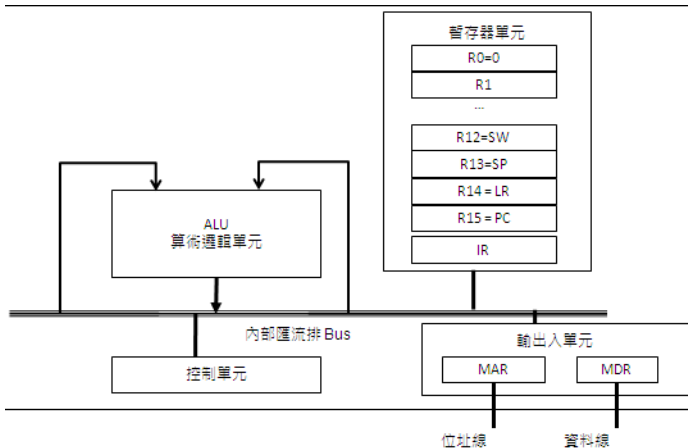 暫存器單元
R0=0
R1
...
R12=SW
R13=SP
R14 = LR
R15 = PC
IR
ALU
算術邏輯單元
內部匯流排 Bus
控制單元
輸出入單元
MAR
MDR
位址線
資料線